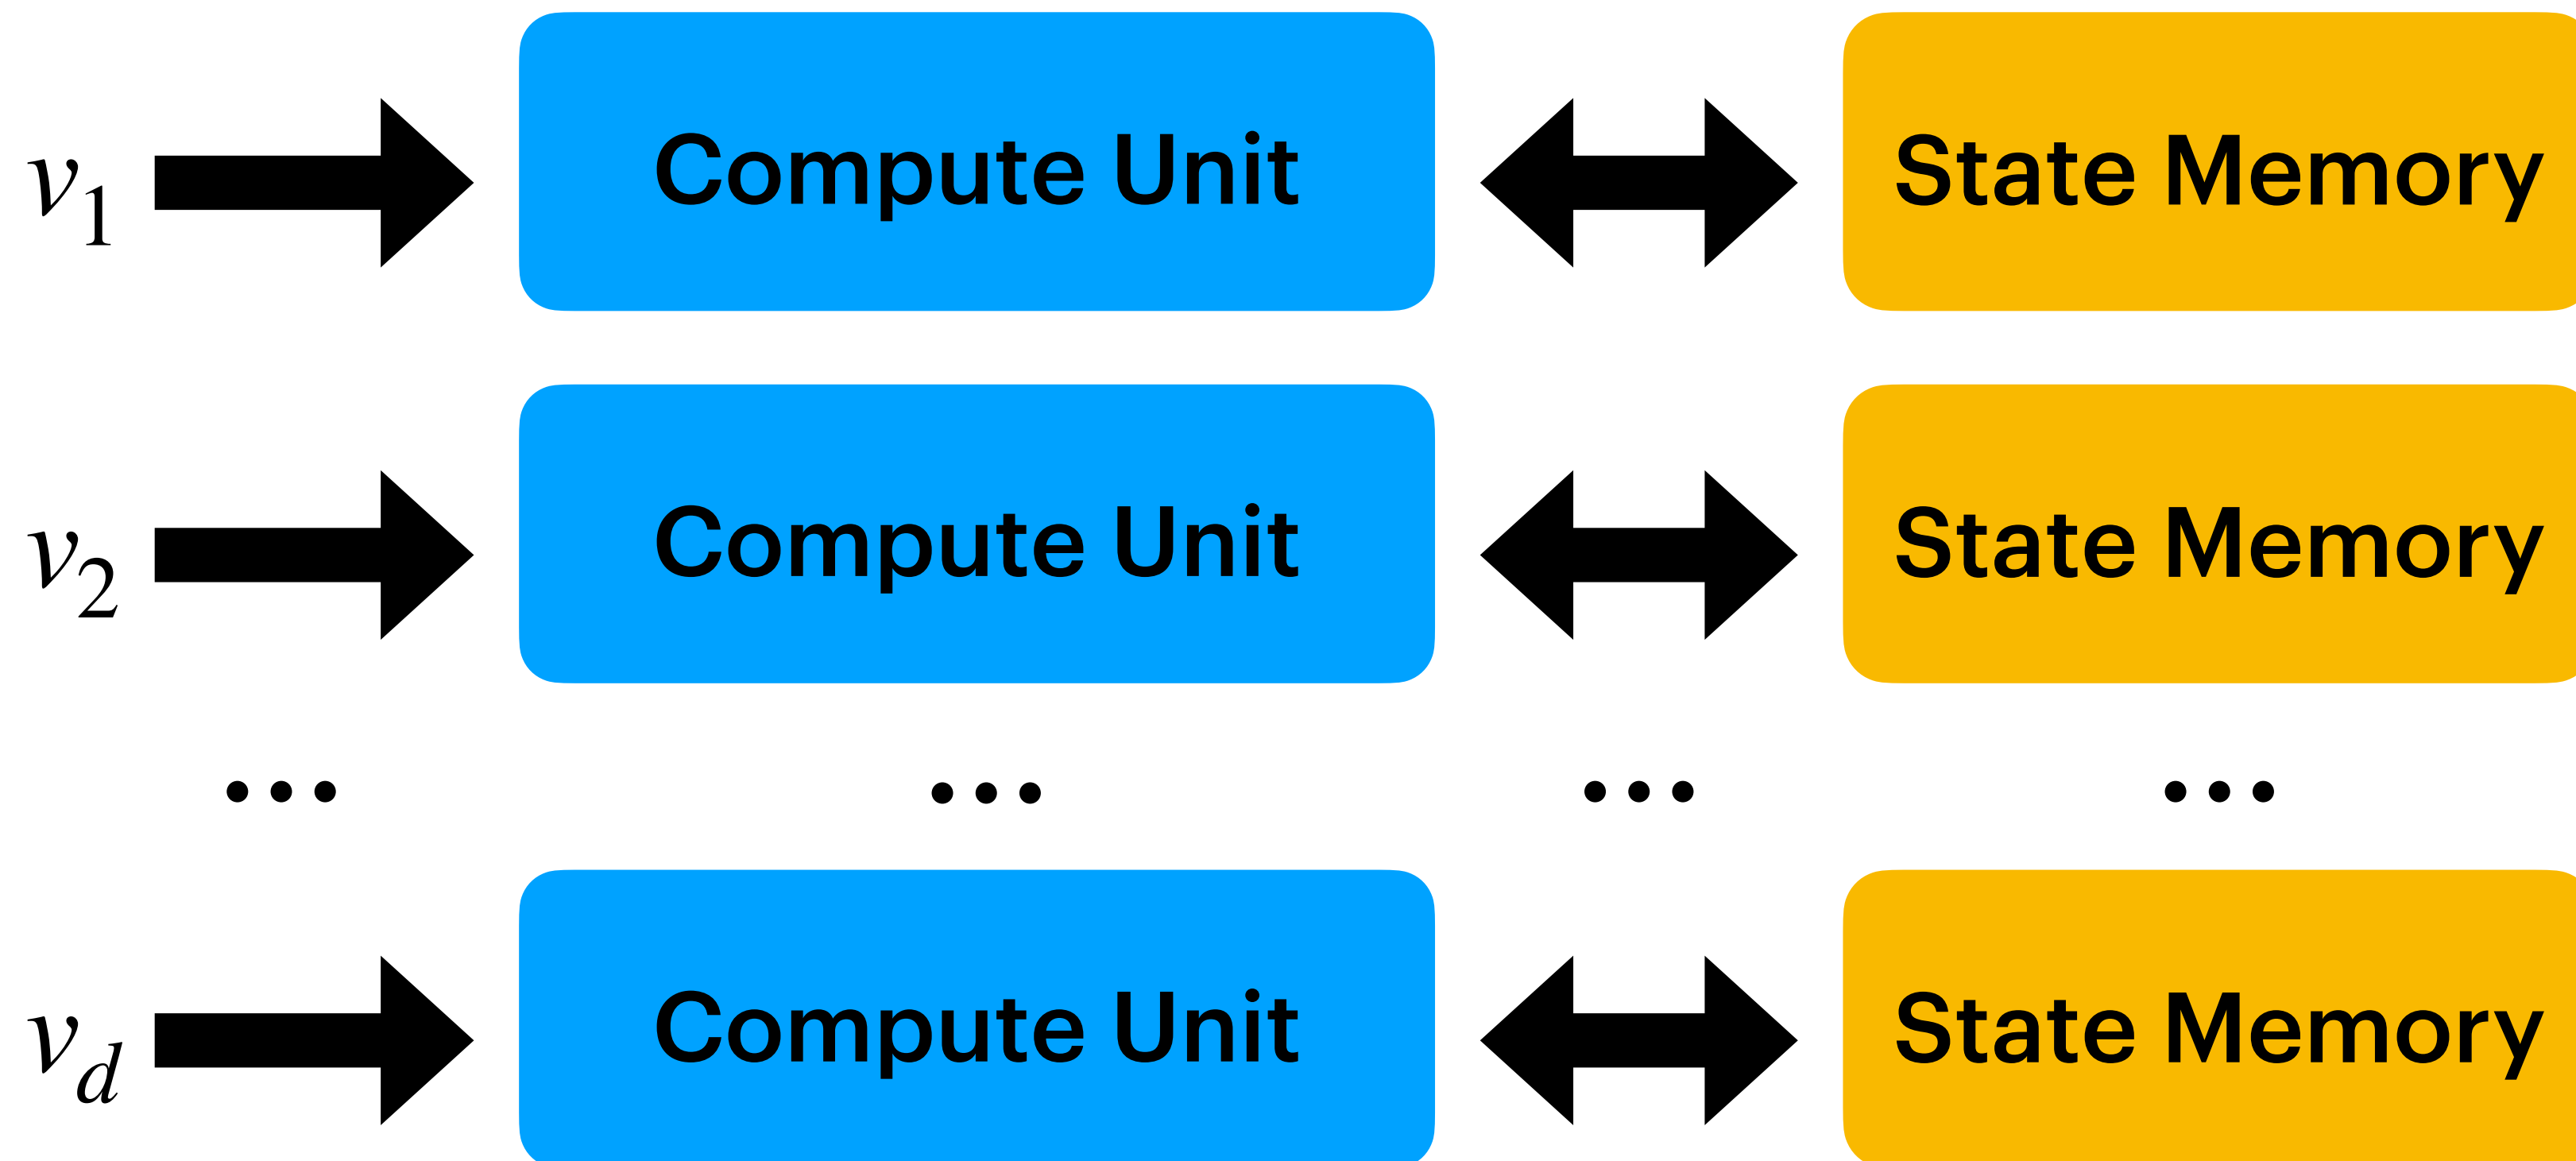 v1 Compute Unit State Memory
v2 Compute Unit State Memory
... ... ... ...
vd Compute Unit State Memory